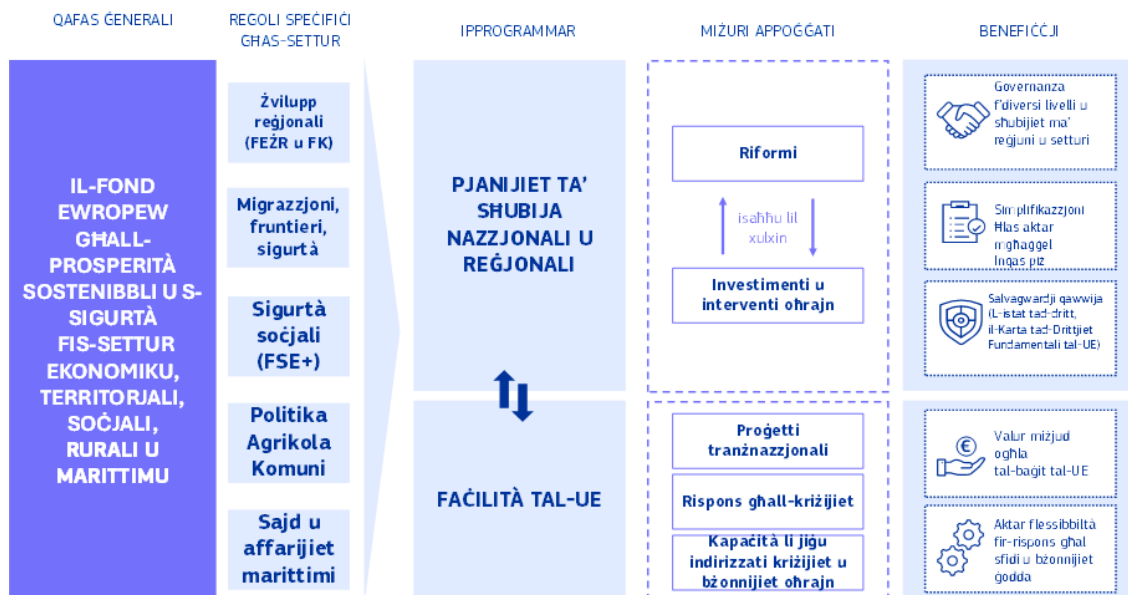 QAFAS ĠENERALI
REGOLI SPEĊIFIĊI
GĦAS-SETTUR
IPPROGRAMMAR
MIŻURI APPOĠĠATI
BENEFIĊĊJI
IL-FOND
EWROPEW
GĦALL-
PROSPERITÀ
SOSTENIBBLI U S-
SIGURTÀ
FIS-SETTUR
EKONOMIKU,
TERRITORJALI,
SOĊJALI,
RURALI U
MARITTIMU
Żvilupp
reġjonali
(FEŻR u FK)
Migrazzjoni,
fruntieri,
sigurtà
Sigurtà
soċjali
(FSE+)
Politika
Agrikola
Komuni
Sajd u
affarijiet
marittimi
PJANIJIET TA'
SĦUBIJA
NAZZJONALI U
REĠJONALI
FAĊILITÀ TAL-UE
Riformi
isaħħu lil
xulxin
Investimenti u
interventi oħrajn
Proġetti
tranżnazzjonali
Rispons għall-kriżijiet
Kapaċità li jiġu
indirizzati kriżijiet u
bżonnijiet oħrajn
Governanza
f'diversi livelli u
sħubijiet ma'
reġjuni u setturi
Simplifikazzjoni
Ħlas aktar
mgħaġġel
Inqas piż
Salvagwardji qawwija
(L-istat tad-dritt,
il-Karta tad-Drittjiet
Fundamentali tal-UE)
Valur miżjud
ogħla
tal-baġit tal-UE
Aktar flessibbiltà
fir-rispons għal
sfidi u bżonnijiet
ġodda